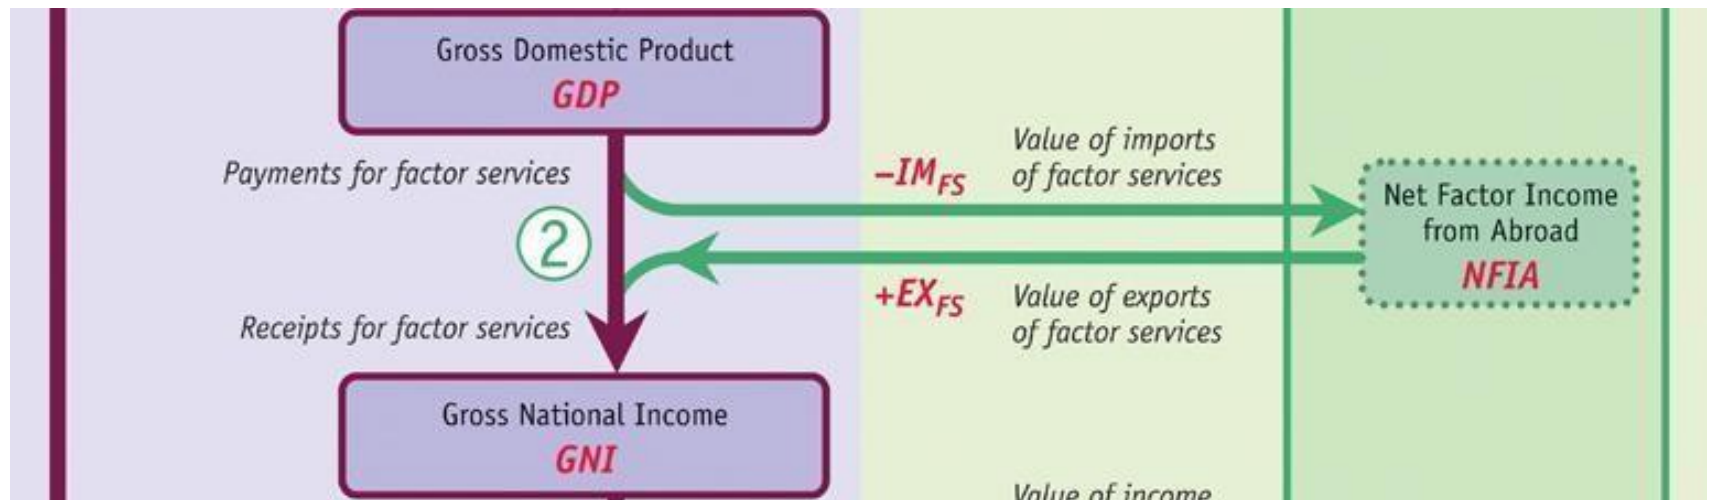 Gross Domestic Product
GDP
Payments for factor services
–IM_FS
Value of imports
of factor services
Net Factor Income
from Abroad
NFIA
2
+EX_FS
Value of exports
of factor services
Receipts for factor services
Gross National Income
GNI
Value of income